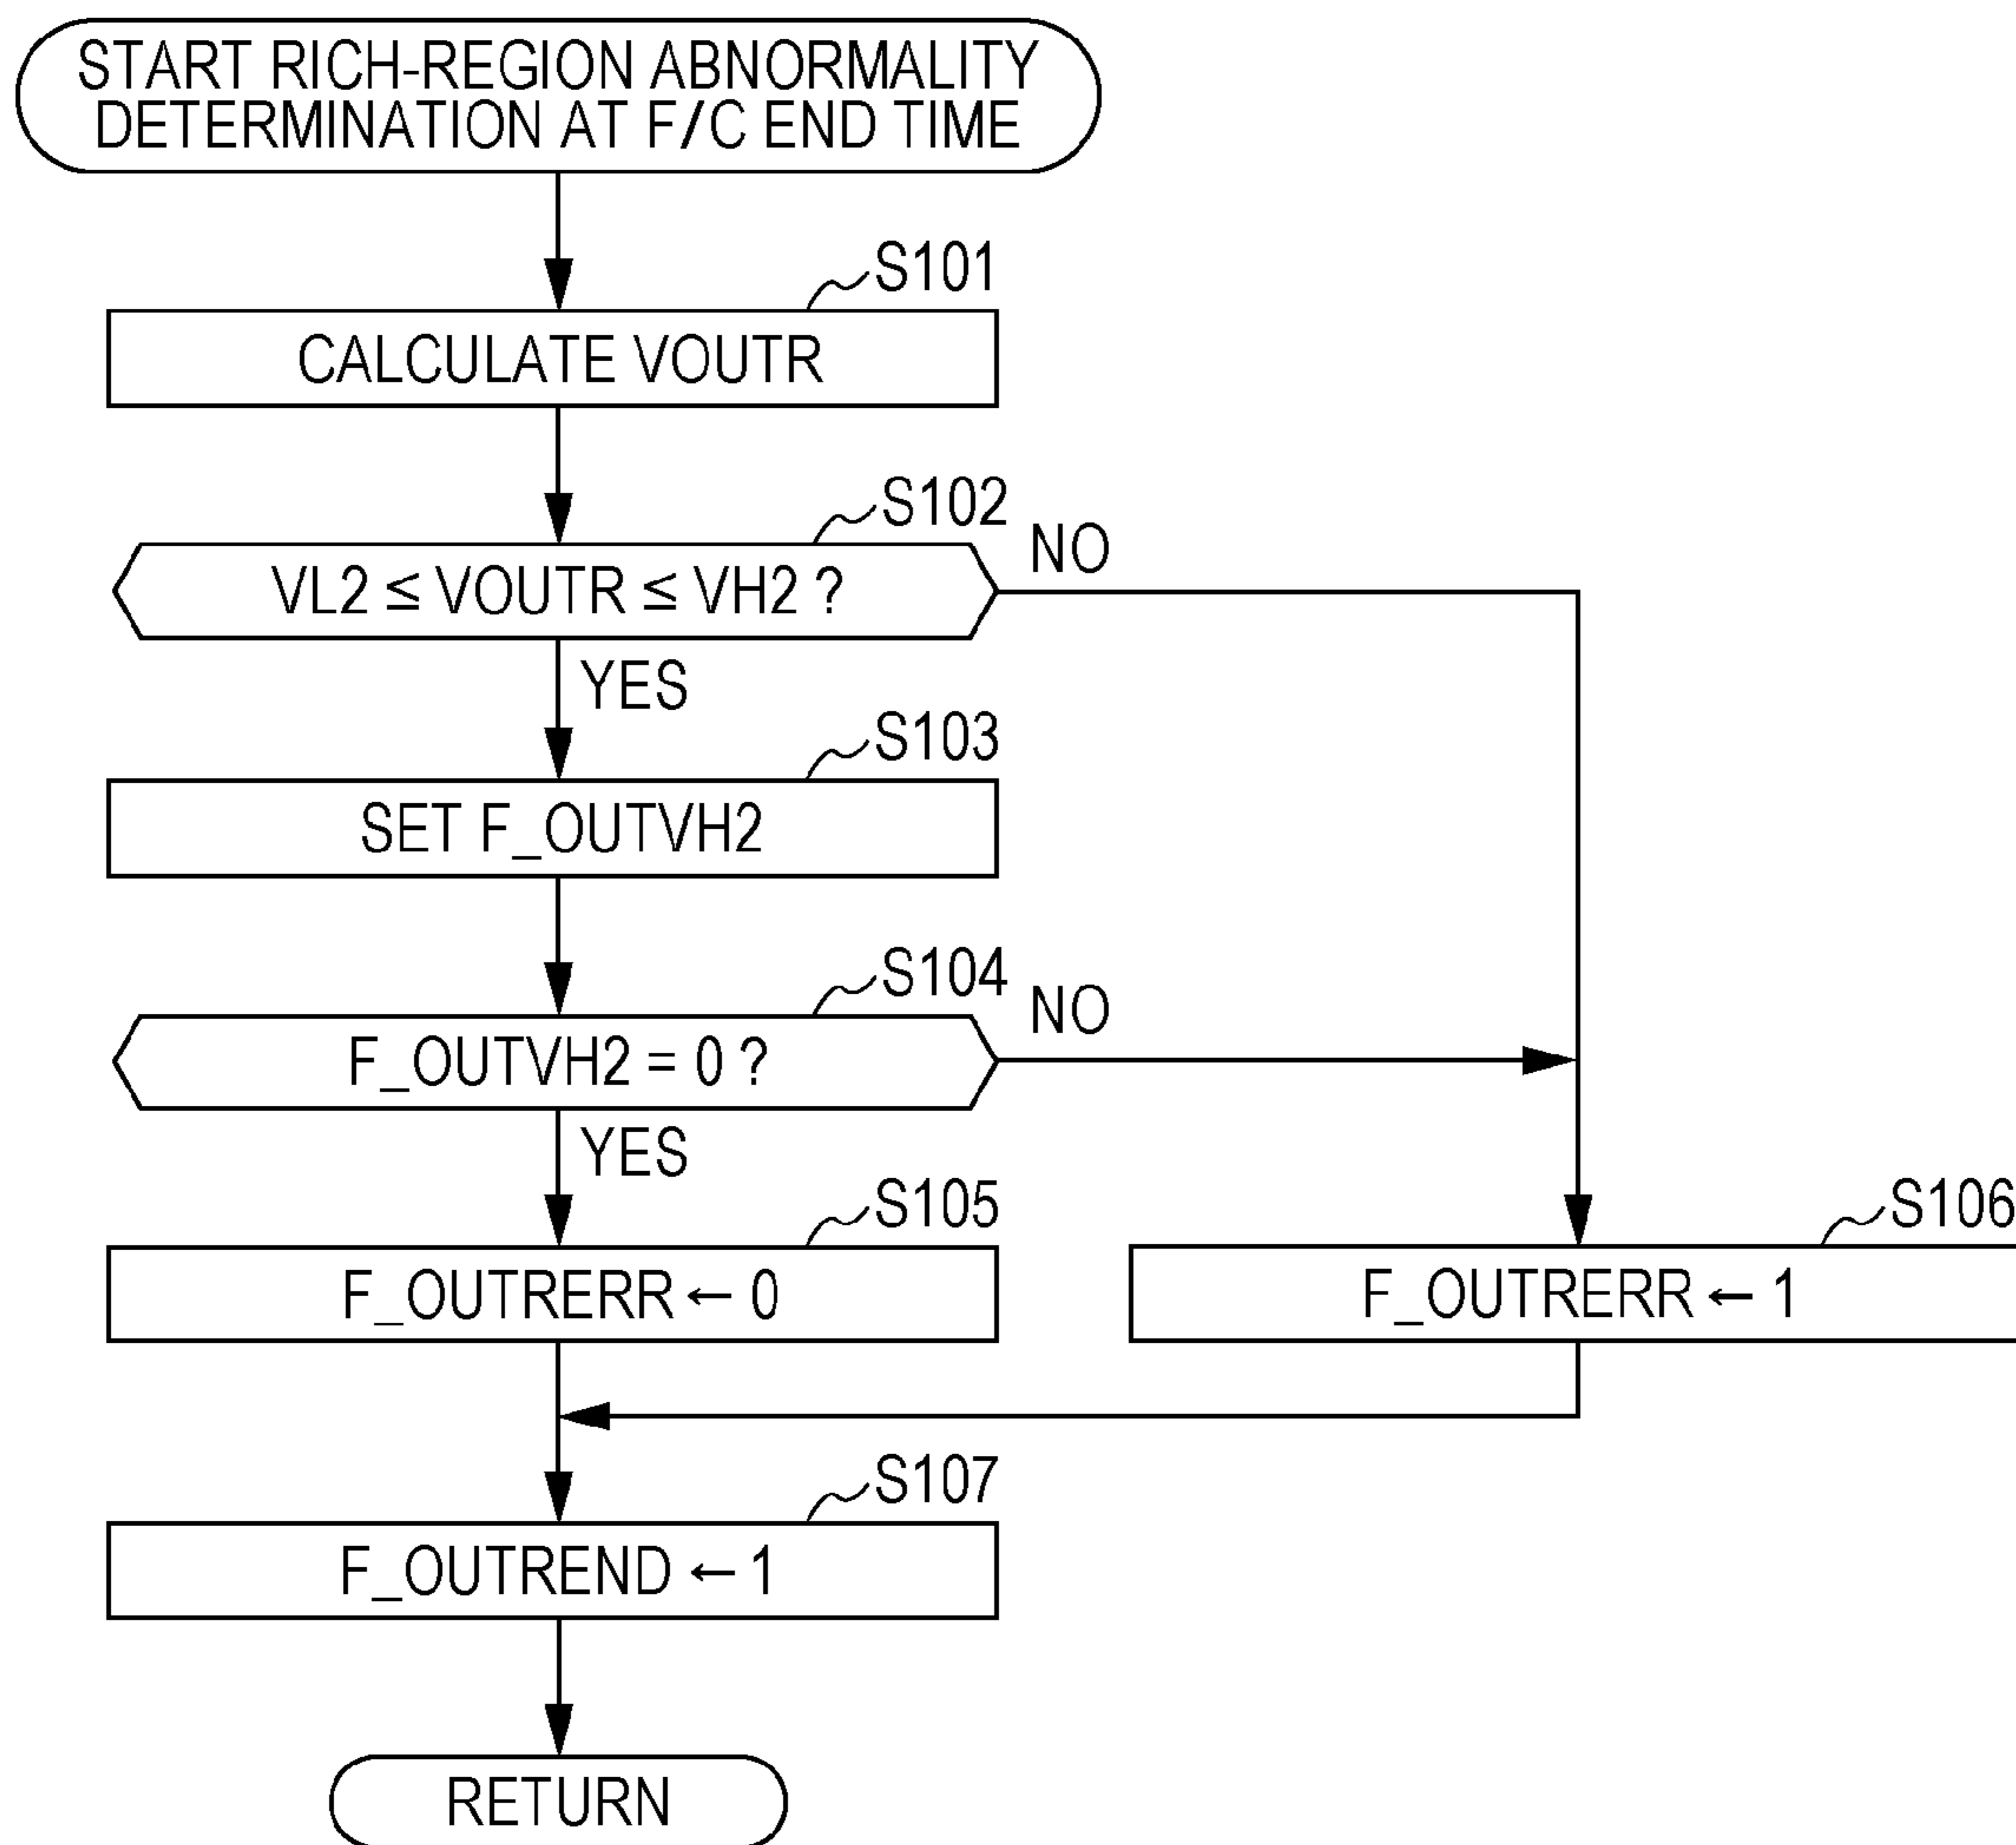 START RICH-REGION ABNORMALITY
DETERMINATION AT F/C END TIME
S101
CALCULATE VOUTR
S102
VL2 ≤ VOUTR ≤ VH2 ?
NO
YES
S103
SET F_OUTVH2
S104
F_OUTVH2 = 0 ?
NO
YES
S105
F_OUTRERR ← 0
S106
F_OUTRERR ← 1
S107
F_OUTREND ← 1
RETURN